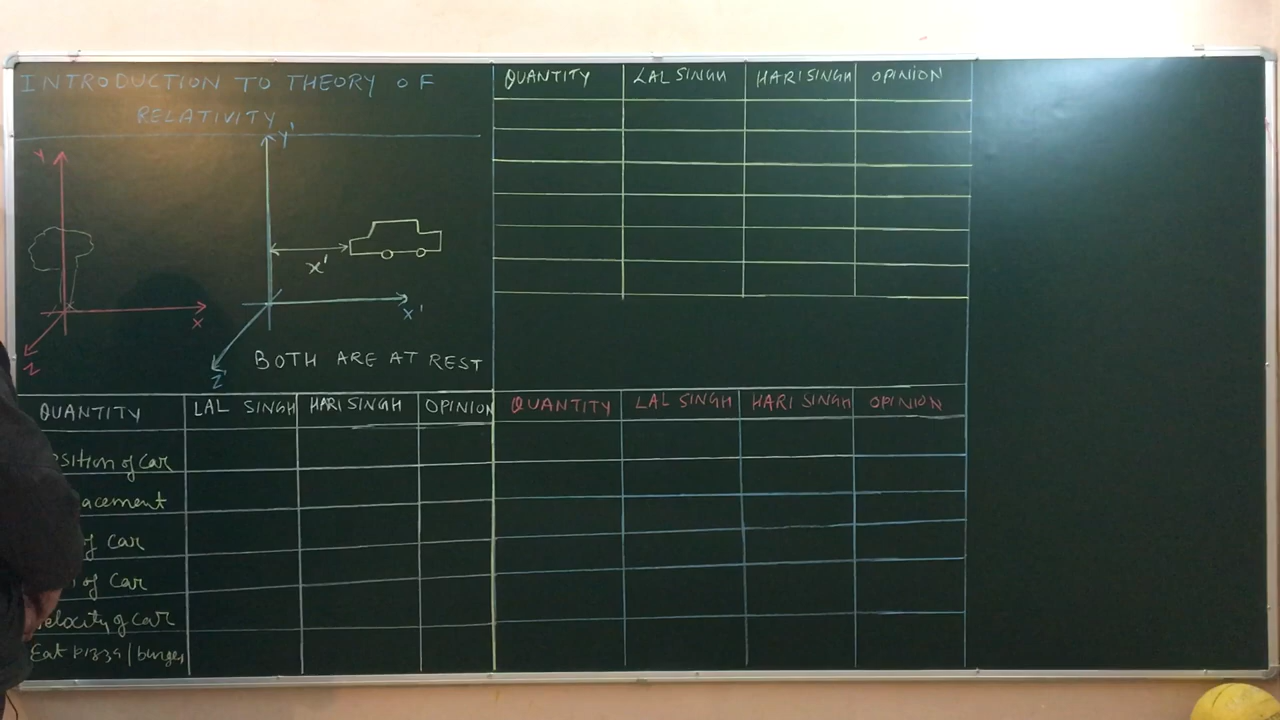 INTRODUCTION TO THEORY OF
RELATIVITY
Y
X
Z
Y'
x'
X'
Z'
BOTH ARE AT REST
QUANTITY LAL SINGH HARI SINGH OPINION
QUANTITY LAL SINGH HARI SINGH OPINION
osition of car
acement
of Car
of Car
elocity of car
Eat Pizza / burger
QUANTITY LAL SINGH HARI SINGH OPINION